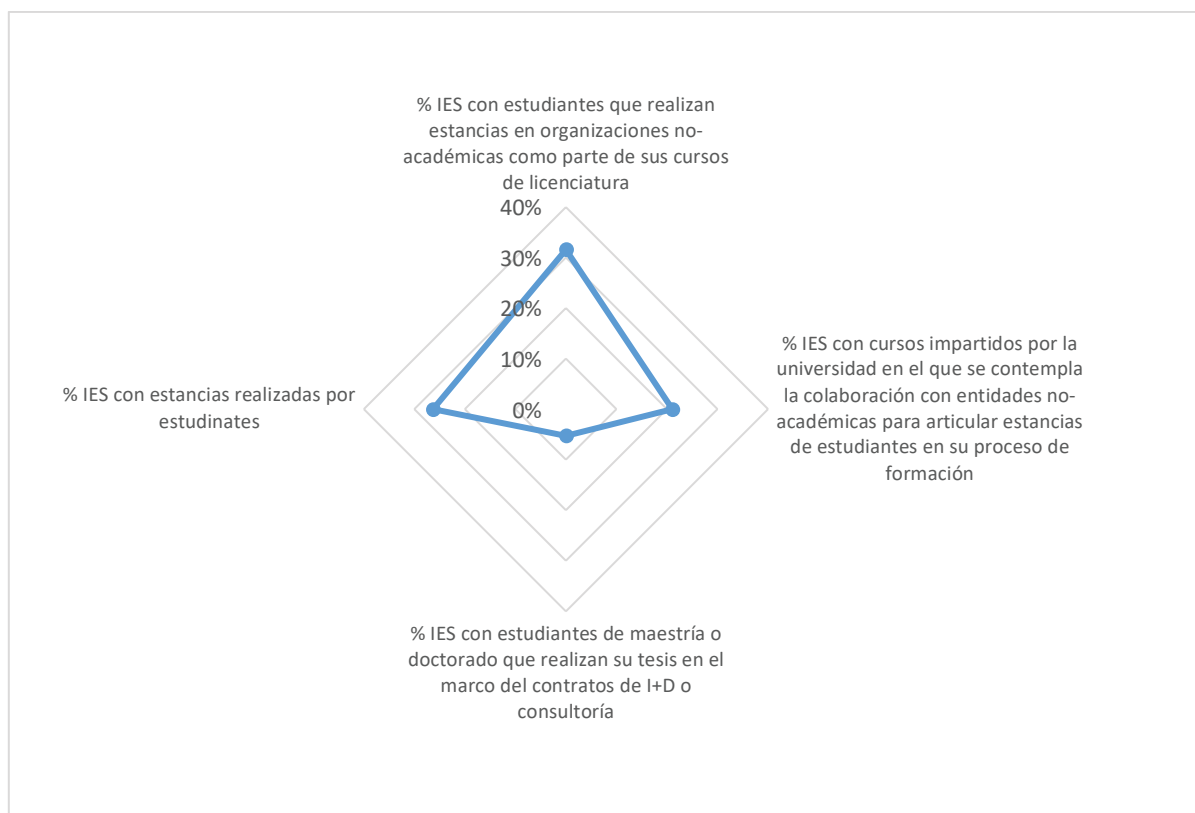 % IES con estudiantes que realizan
estancias en organizaciones no-
académicas como parte de sus cursos
de licenciatura
40%
30%
20%
10%
0%
% IES con cursos impartidos por la
universidad en el que se contempla
la colaboración con entidades no-
académicas para articular estancias
de estudiantes en su proceso de
formación
% IES con estancias realizadas por
estudinates
% IES con estudiantes de maestría o
doctorado que realizan su tesis en el
marco del contratos de I+D o
consultoría